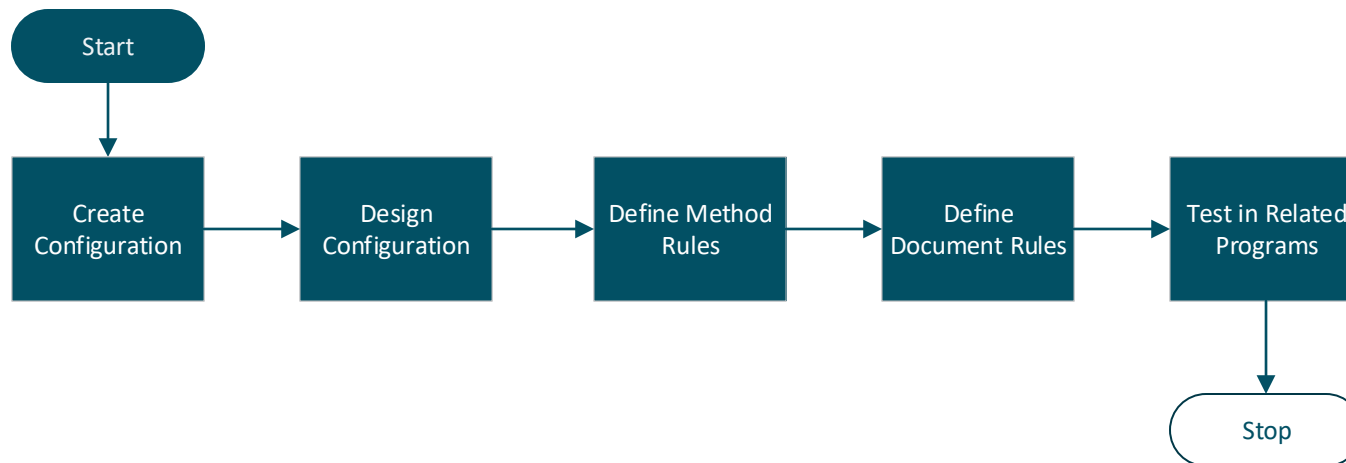 Start
Create
Configuration
Design
Configuration
Define Method
Rules
Define
Document Rules
Test in Related
Programs
Stop